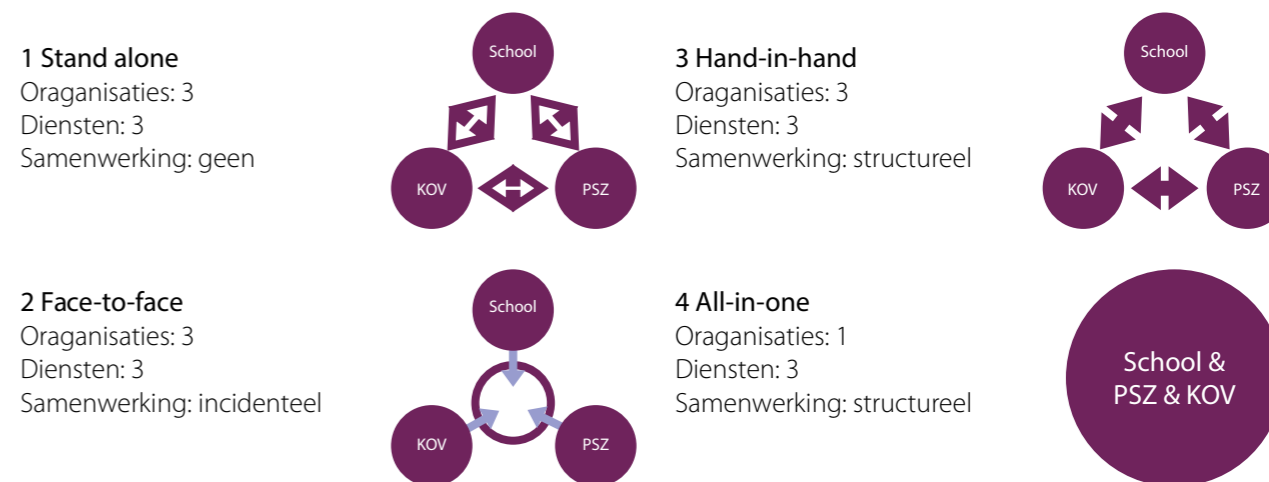 1 Stand alone
Oraganisaties: 3
Diensten: 3
Samenwerking: geen
School
KOV
PSZ
2 Face-to-face
Oraganisaties: 3
Diensten: 3
Samenwerking: incidenteel
School
KOV
PSZ
3 Hand-in-hand
Oraganisaties: 3
Diensten: 3
Samenwerking: structureel
School
KOV
PSZ
4 All-in-one
Oraganisaties: 1
Diensten: 3
Samenwerking: structureel
School &
PSZ & KOV